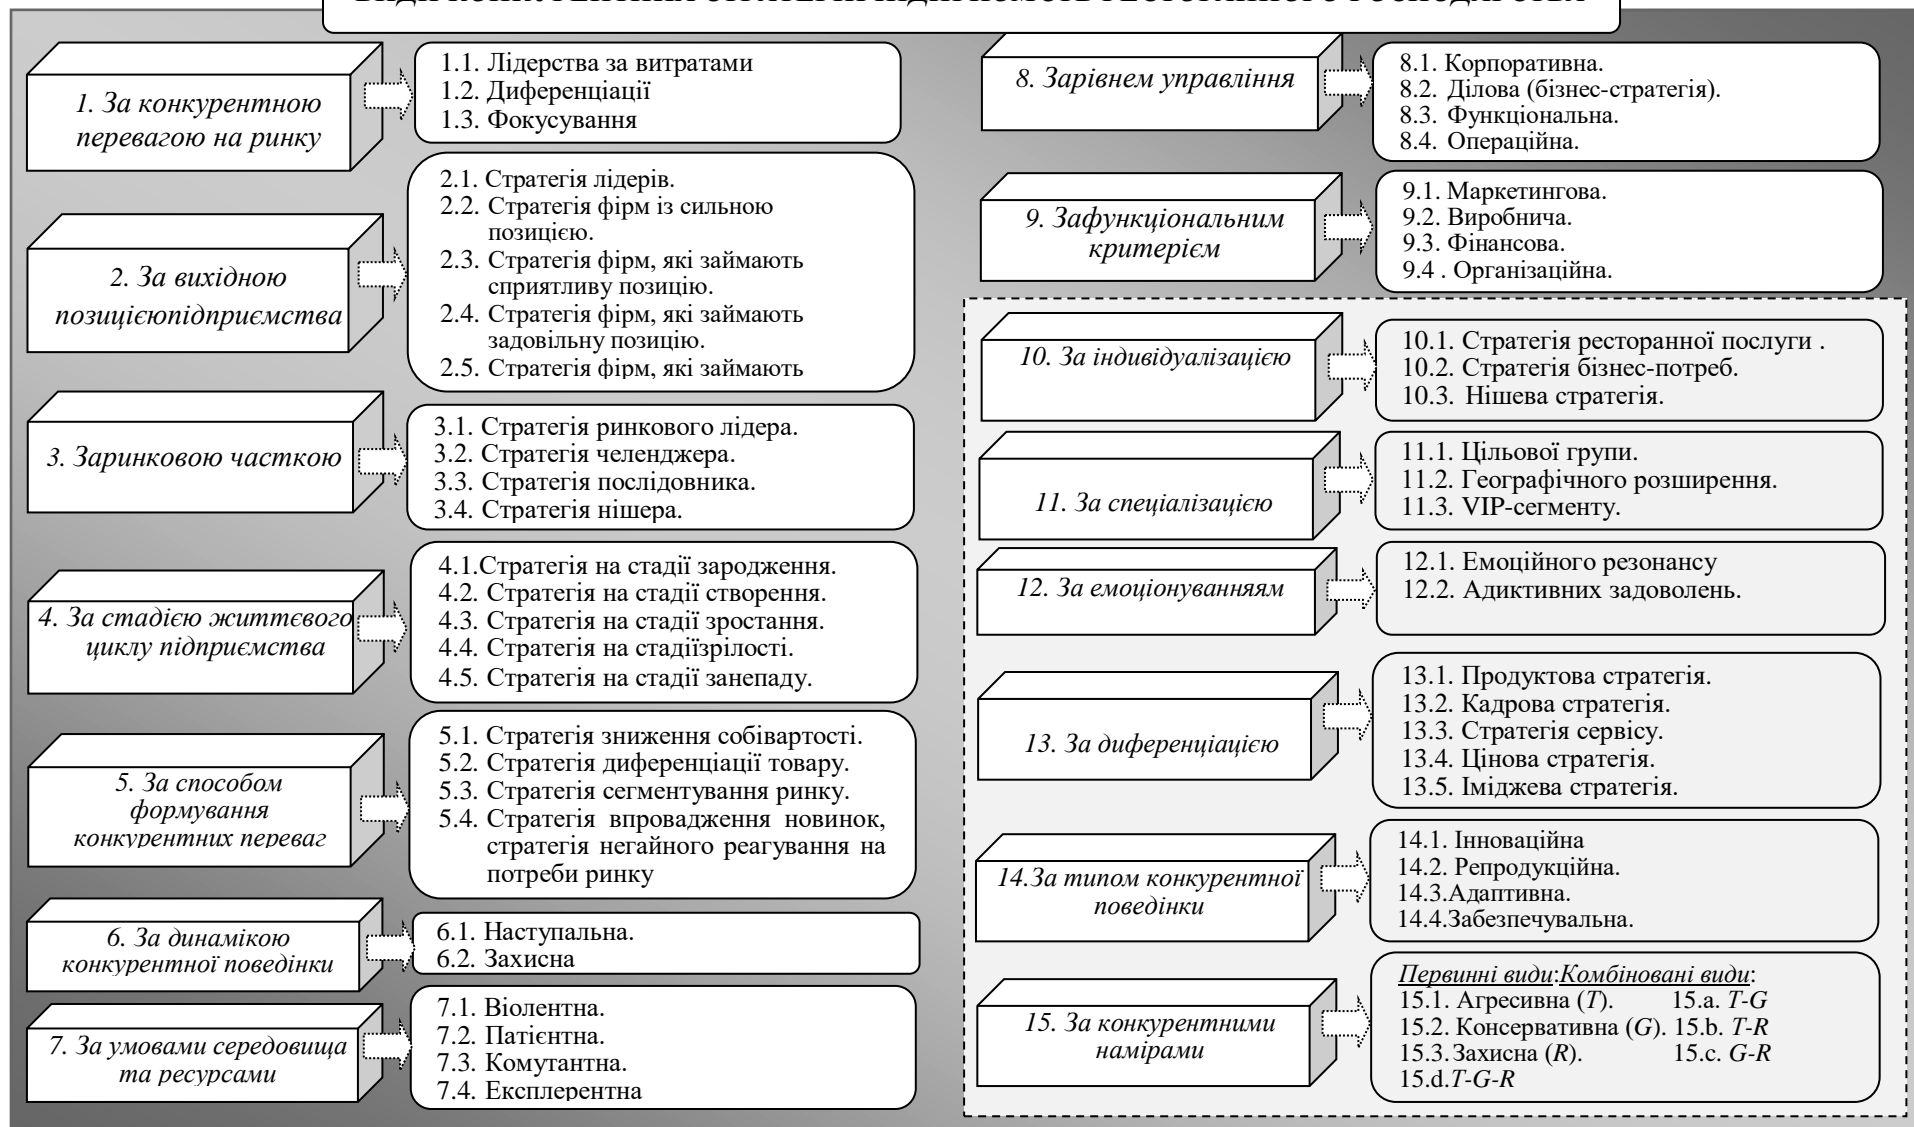 1. За конкурентною
перевагою на ринку
1.1. Лідерства за витратами
1.2. Диференціації
1.3. Фокусування
2. За вихідною
позицієюпідприємства
2.1. Стратегія лідерів.
2.2. Стратегія фірм із сильною
позицією.
2.3. Стратегія фірм, які займають
сприятливу позицію.
2.4. Стратегія фірм, які займають
задовільну позицію.
2.5. Стратегія фірм, які займають
3. Заринковою часткою
3.1. Стратегія ринкового лідера.
3.2. Стратегія челенджера.
3.3. Стратегія послідовника.
3.4. Стратегія нішера.
4. За стадією життєвого
циклу підприємства
4.1.Стратегія на стадії зародження.
4.2. Стратегія на стадії створення.
4.3. Стратегія на стадії зростання.
4.4. Стратегія на стадіїзрілості.
4.5. Стратегія на стадії занепаду.
5. За способом
формування
конкурентних переваг
5.1. Стратегія зниження собівартості.
5.2. Стратегія диференціації товару.
5.3. Стратегія сегментування ринку.
5.4. Стратегія впровадження новинок,
стратегія негайного реагування на
потреби ринку
6. За динамікою
конкурентної поведінки
6.1. Наступальна.
6.2. Захисна
7. За умовами середовища
та ресурсами
7.1. Віолентна.
7.2. Патієнтна.
7.3. Комутантна.
7.4. Експлерентна
8. Зарівнем управління
8.1. Корпоративна.
8.2. Ділова (бізнес-стратегія).
8.3. Функціональна.
8.4. Операційна.
9. Зафункціональним
критерієм
9.1. Маркетингова.
9.2. Виробнича.
9.3. Фінансова.
9.4 . Організаційна.
10. За індивідуалізацією
10.1. Стратегія ресторанної послуги .
10.2. Стратегія бізнес-потреб.
10.3. Нішева стратегія.
11. За спеціалізацією
11.1. Цільової групи.
11.2. Географічного розширення.
11.3. VIP-сегменту.
12. За емоціонуванняям
12.1. Емоційного резонансу
12.2. Адиктивних задоволень.
13. За диференціацією
13.1. Продуктова стратегія.
13.2. Кадрова стратегія.
13.3. Стратегія сервісу.
13.4. Цінова стратегія.
13.5. Іміджева стратегія.
14.За типом конкурентної
поведінки
14.1. Інноваційна
14.2. Репродукційна.
14.3.Адаптивна.
14.4.Забезпечувальна.
15. За конкурентними
намірами
Первинні види:Комбіновані види:
15.1. Агресивна (T). 15.a. T-G
15.2. Консервативна (G). 15.b. T-R
15.3.Захисна (R). 15.c. G-R
15.d.T-G-R